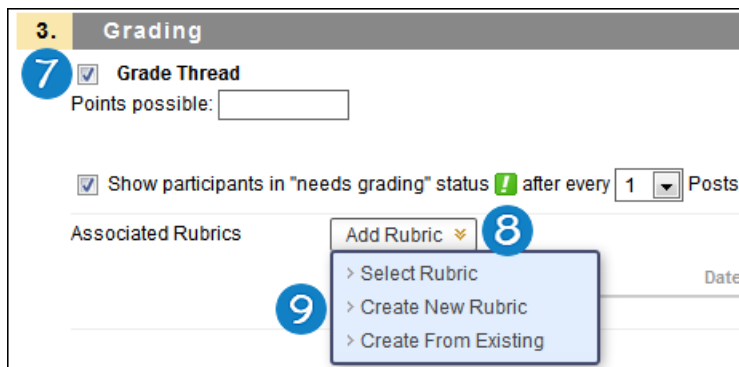 3. Grading
7 Grade Thread
Points possible:
Show participants in "needs grading" status ! after every 1 Posts
Associated Rubrics Add Rubric 8
> Select Rubric Date
9 > Create New Rubric
> Create From Existing